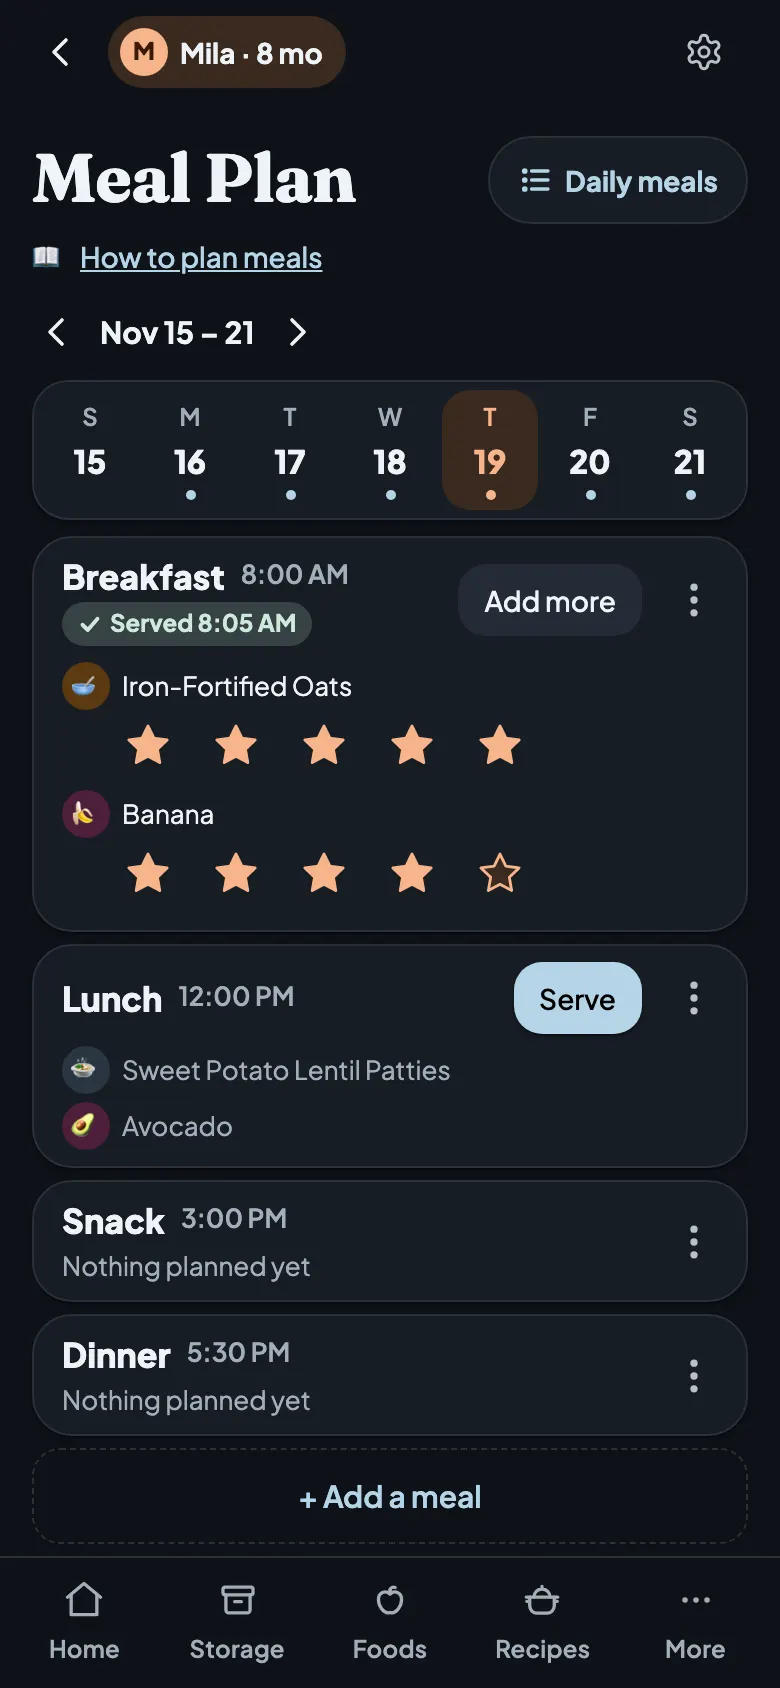 M Mila · 8 mo
Meal Plan
Daily meals
How to plan meals
Nov 15 – 21
S M T W T F S
15 16 17 18 19 20 21
Breakfast 8:00 AM
Add more
Served 8:05 AM
Iron-Fortified Oats
Banana
Lunch 12:00 PM
Serve
Sweet Potato Lentil Patties
Avocado
Snack 3:00 PM
Nothing planned yet
Dinner 5:30 PM
Nothing planned yet
+ Add a meal
Home Storage Foods Recipes More